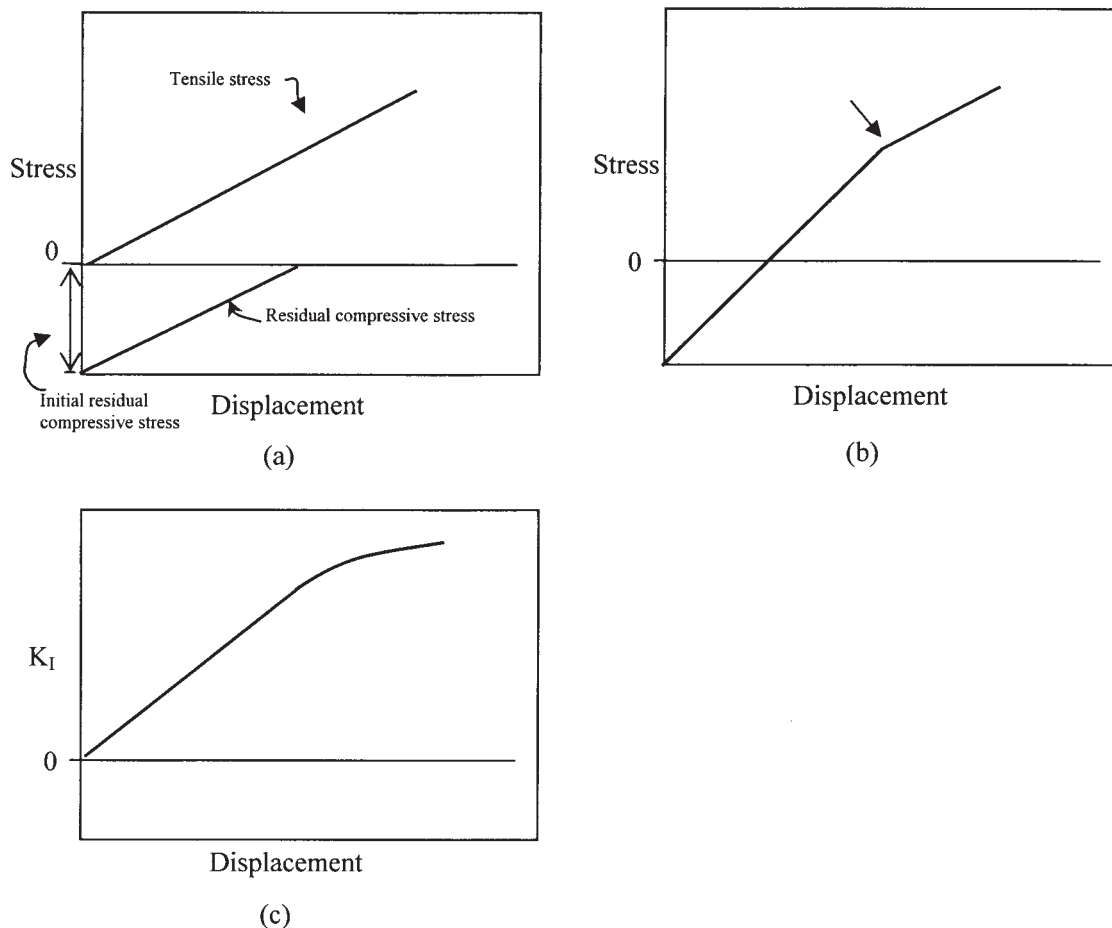 Tensile stress
Stress
0
Residual compressive stress
Initial residual
compressive stress
Displacement
(a)
Stress
0
Displacement
(b)
K_I
0
Displacement
(c)